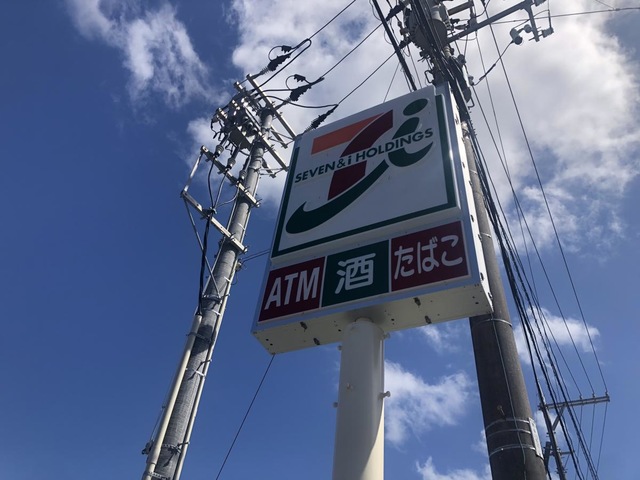 SEVEN&i HOLDINGS
ATM 酒 たばこ